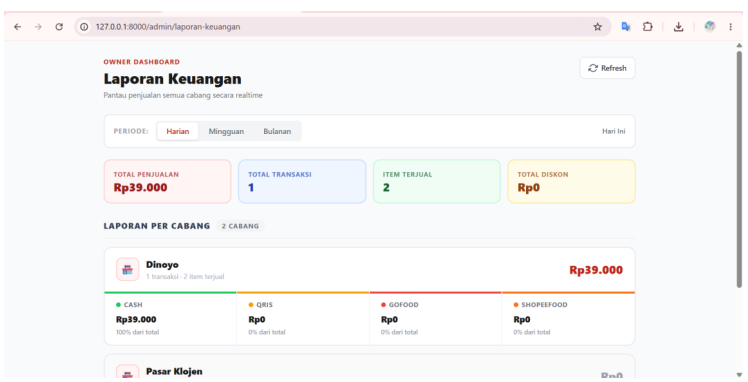 127.0.0.1:8000/admin/laporan-keuangan
OWNER DASHBOARD
Laporan Keuangan
Pantau penjualan semua cabang secara realtime
Refresh
PERIODE: Harian Mingguan Bulanan Hari Ini
TOTAL PENJUALAN
Rp39.000
TOTAL TRANSAKSI
1
ITEM TERJUAL
2
TOTAL DISKON
Rp0
LAPORAN PER CABANG 2 CABANG
Dinoyo
1 transaksi · 2 item terjual
Rp39.000
CASH
Rp39.000
100% dari total
QRIS
Rp0
0% dari total
GOFOOD
Rp0
0% dari total
SHOPEEFOOD
Rp0
0% dari total
Pasar Klojen
Rp0